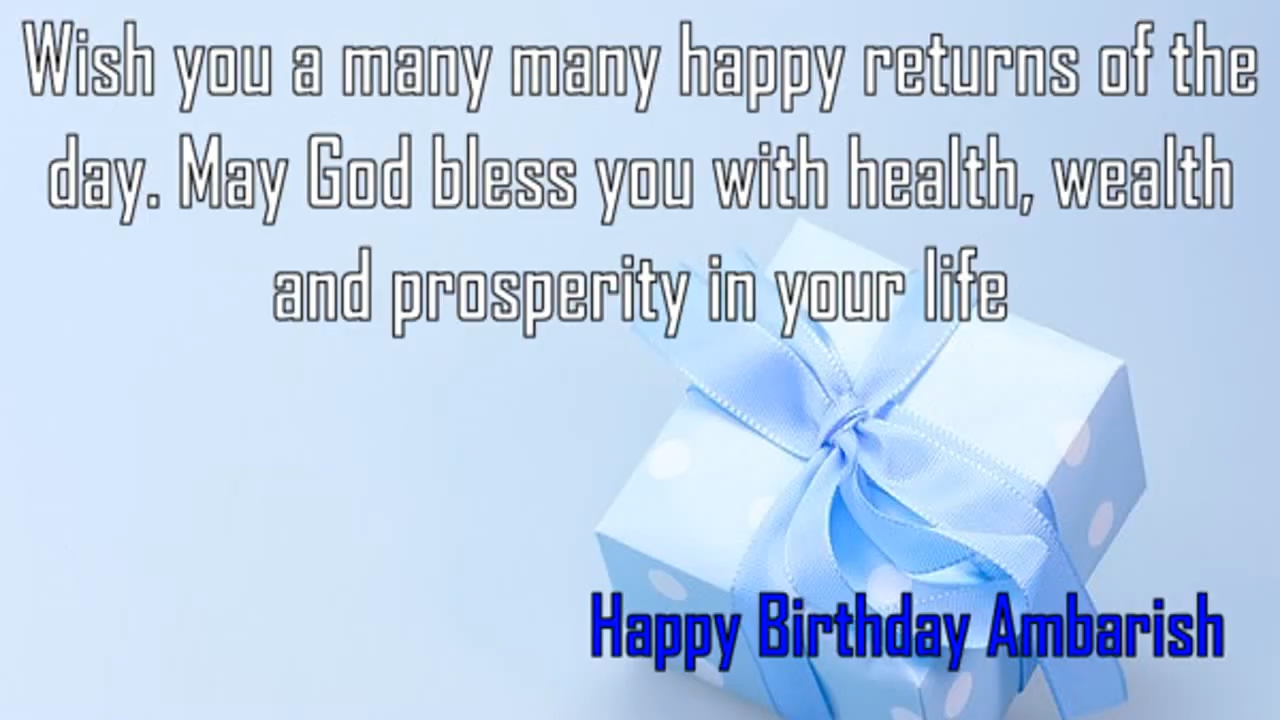 Wish you a many many happy returns of the
day. May God bless you with health, wealth
and prosperity in your life
Happy Birthday Ambarish